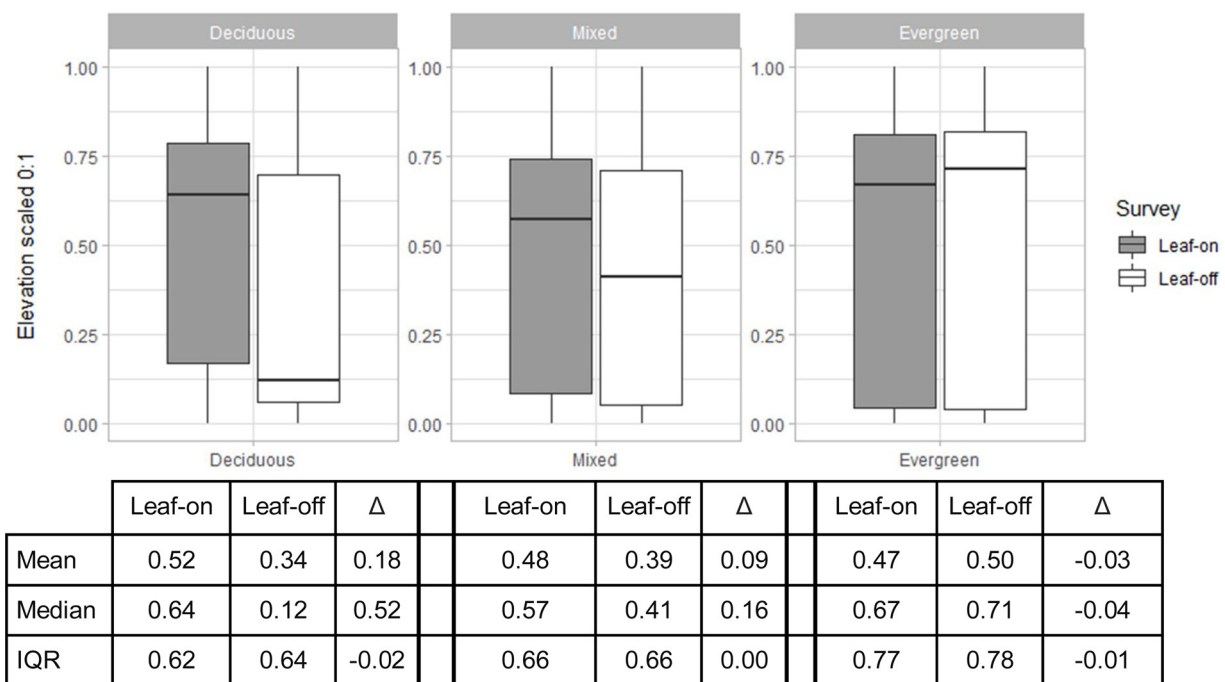 Deciduous Mixed Evergreen
Elevation scaled 0:1
1.00 1.00 1.00
0.75 0.75 0.75
0.50 0.50 0.50
0.25 0.25 0.25
0.00 0.00 0.00
Deciduous Mixed Evergreen
Survey
Leaf-on
Leaf-off
Leaf-on Leaf-off Δ Leaf-on Leaf-off Δ Leaf-on Leaf-off Δ
Mean 0.52 0.34 0.18 0.48 0.39 0.09 0.47 0.50 -0.03
Median 0.64 0.12 0.52 0.57 0.41 0.16 0.67 0.71 -0.04
IQR 0.62 0.64 -0.02 0.66 0.66 0.00 0.77 0.78 -0.01